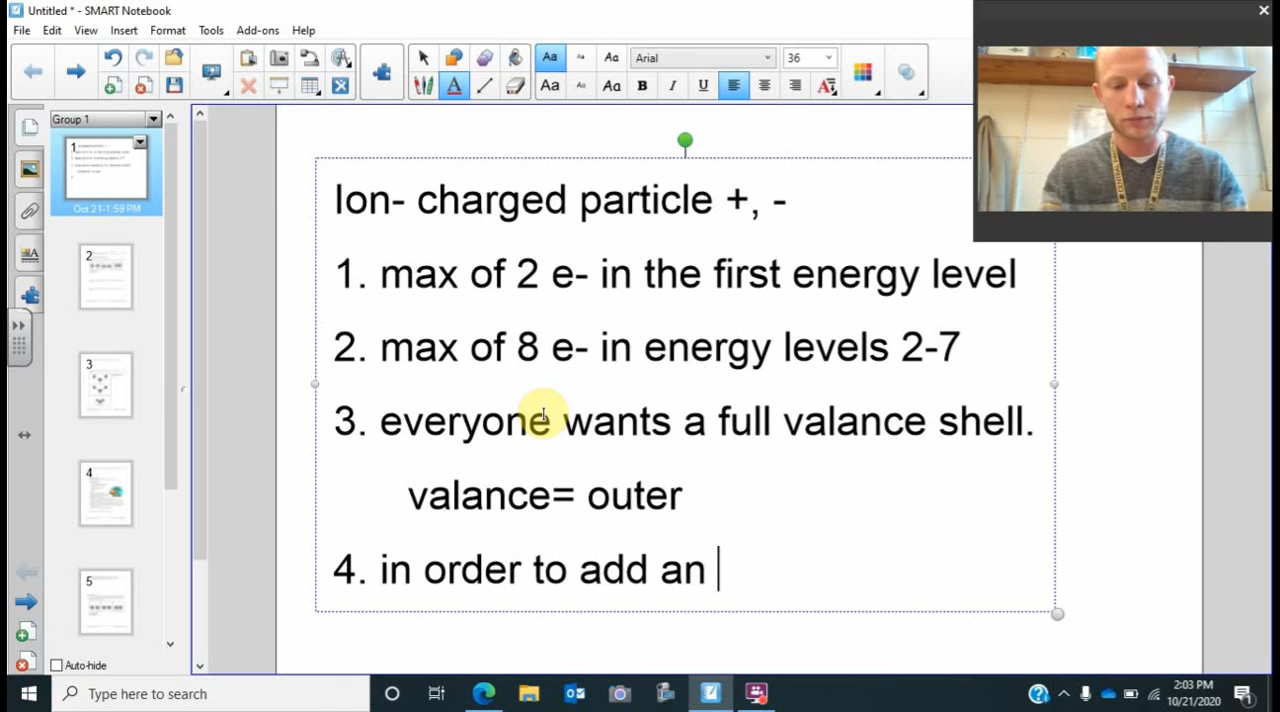 Untitled * - SMART Notebook
File Edit View Insert Format Tools Add-ons Help
Arial 36
Group 1
1
Oct 21-1:59 PM
2
3
4
5
Auto-hide
Ion- charged particle +, -
1. max of 2 e- in the first energy level
2. max of 8 e- in energy levels 2-7
3. everyone wants a full valance shell.
valance= outer
4. in order to add an
Type here to search
2:03 PM
10/21/2020